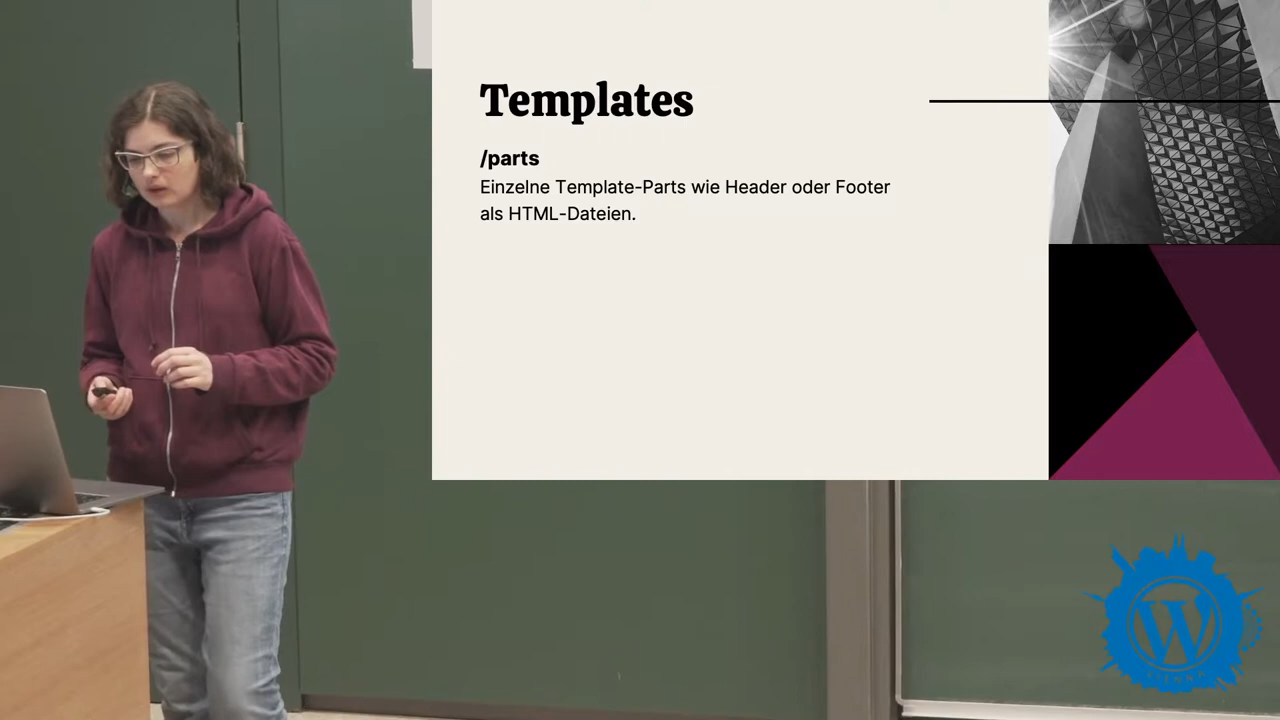 Templates
/parts
Einzelne Template-Parts wie Header oder Footer
als HTML-Dateien.